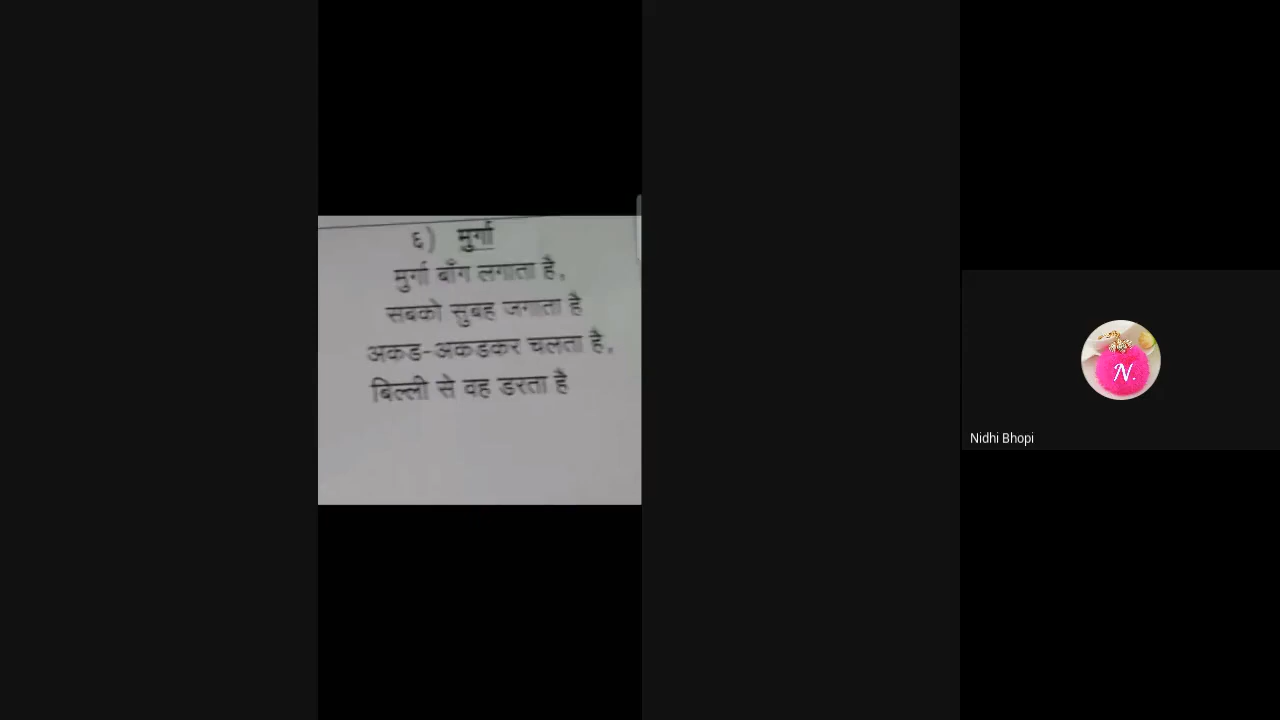 ६) मुर्गा
मुर्गा बाँग लगाता है,
सबको सुबह जगाता है
अकड-अकडकर चलता है,
बिल्ली से वह डरता है
N.
Nidhi Bhopi